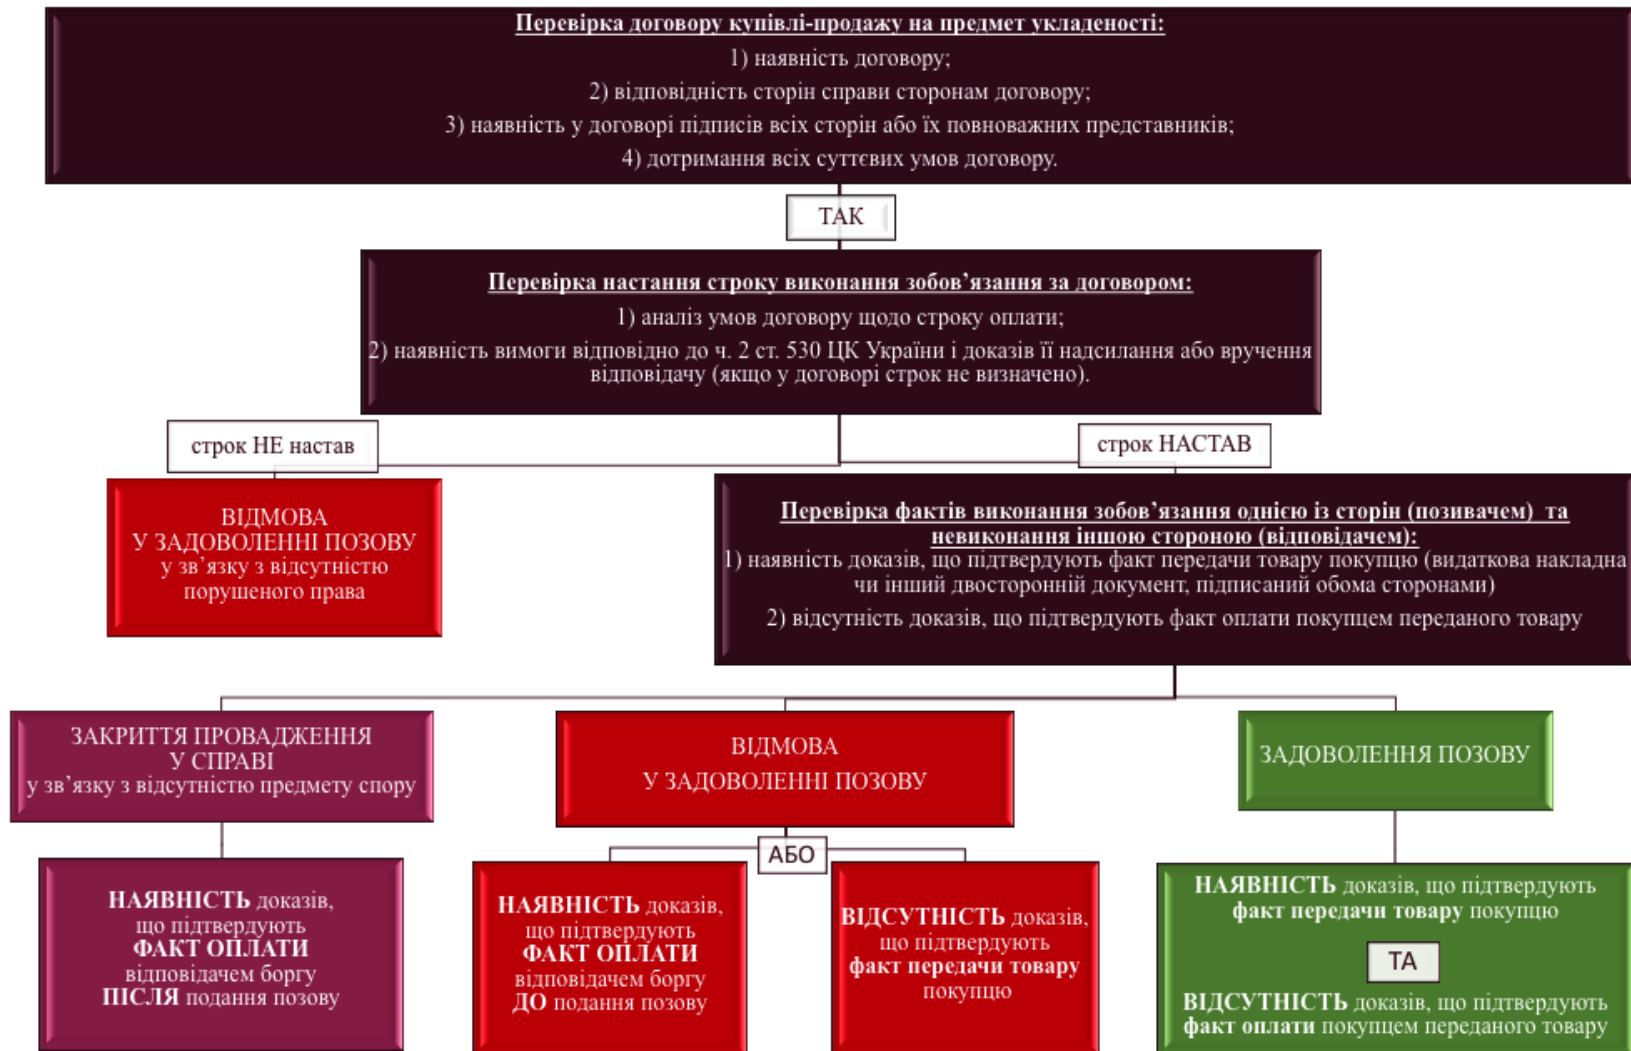 Перевірка договору купівлі-продажу на предмет укладеності:
1) наявність договору;
2) відповідність сторін справи сторонам договору;
3) наявність у договорі підписів всіх сторін або їх повноважних представників;
4) дотримання всіх суттєвих умов договору.
ТАК
Перевірка настання строку виконання зобов’язання за договором:
1) аналіз умов договору щодо строку оплати;
2) наявність вимоги відповідно до ч. 2 ст. 530 ЦК України і доказів її надсилання або вручення
відповідачу (якщо у договорі строк не визначено).
строк НЕ настав
строк НАСТАВ
ВІДМОВА
У ЗАДОВОЛЕННІ ПОЗОВУ
у зв’язку з відсутністю
порушеного права
Перевірка фактів виконання зобов’язання однією із сторін (позивачем) та
невиконання іншою стороною (відповідачем):
1) наявність доказів, що підтвердують факт передачі товару покупцю (видаткова накладна
чи інший двосторонній документ, підписаний обома сторонами)
2) відсутність доказів, що підтвердують факт оплати покупцем переданого товару
ЗАКРИТТЯ ПРОВАДЖЕННЯ
У СПРАВІ
у зв’язку з відсутністю предмету спору
ВІДМОВА
У ЗАДОВОЛЕННІ ПОЗОВУ
ЗАДОВОЛЕННЯ ПОЗОВУ
АБО
НАЯВНІСТЬ доказів,
що підтвердують
ФАКТ ОПЛАТИ
відповідачем боргу
ПІСЛЯ подання позову
НАЯВНІСТЬ доказів,
що підтвердують
ФАКТ ОПЛАТИ
відповідачем боргу
ДО подання позову
ВІДСУТНІСТЬ доказів,
що підтвердують
факт передачи товару
покупцю
НАЯВНІСТЬ доказів, що підтвердують
факт передачи товару покупцю
ТА
ВІДСУТНІСТЬ доказів, що підтвердують
факт оплати покупцем переданого товару